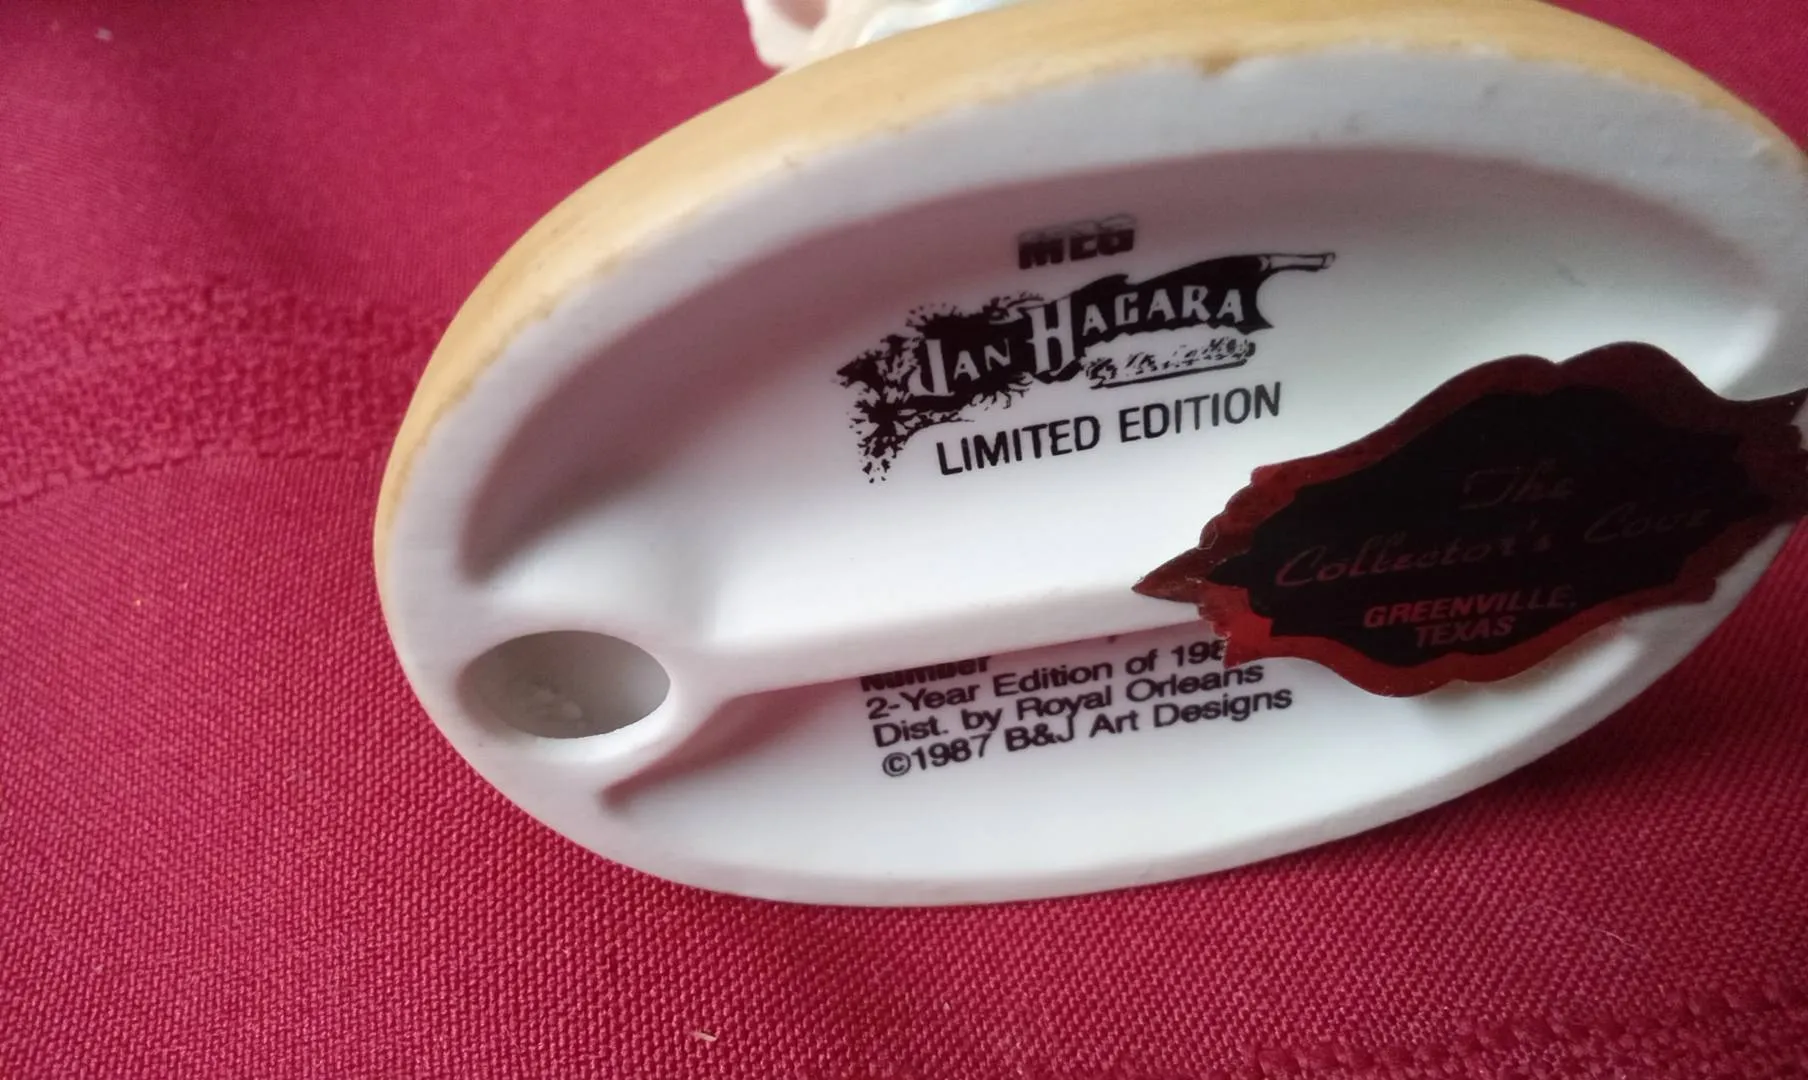 MEG
JAN HAGARA
LIMITED EDITION
The
Collector's Cove
GREENVILLE,
TEXAS
Number
2-Year Edition of 198
Dist. by Royal Orleans
©1987 B&J Art Designs